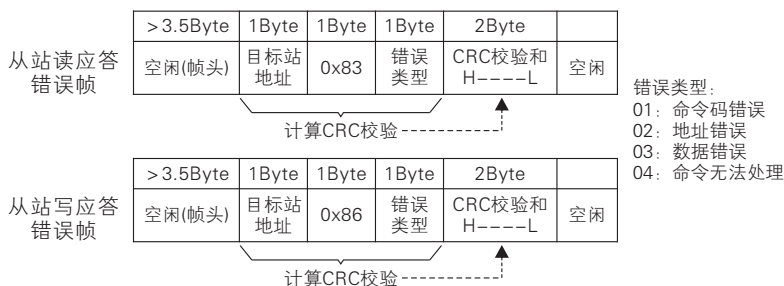 >3.5Byte 1Byte 1Byte 1Byte 2Byte
从站读应答
错误帧
空闲(帧头) 目标站
地址 0x83 错误
类型 CRC校验和
H----L 空闲
计算CRC校验
>3.5Byte 1Byte 1Byte 1Byte 2Byte
从站写应答
错误帧
空闲(帧头) 目标站
地址 0x86 错误
类型 CRC校验和
H----L 空闲
计算CRC校验
错误类型:
01:命令码错误
02:地址错误
03:数据错误
04:命令无法处理